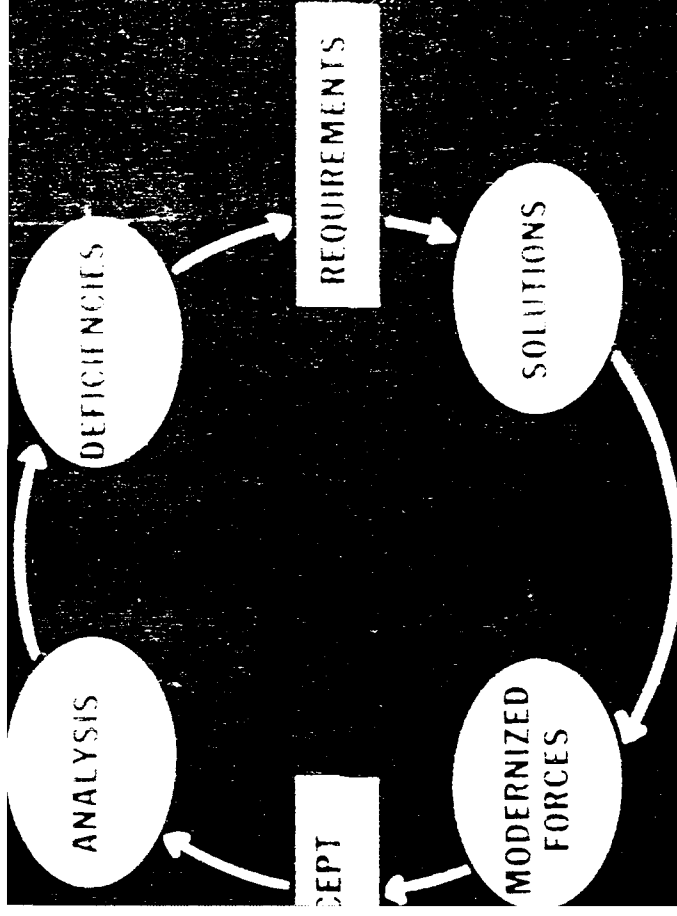 ANALYSIS
DEFICIENCIES
CEPT
REQUIREMENTS
MODERNIZED
FORCES
SOLUTIONS